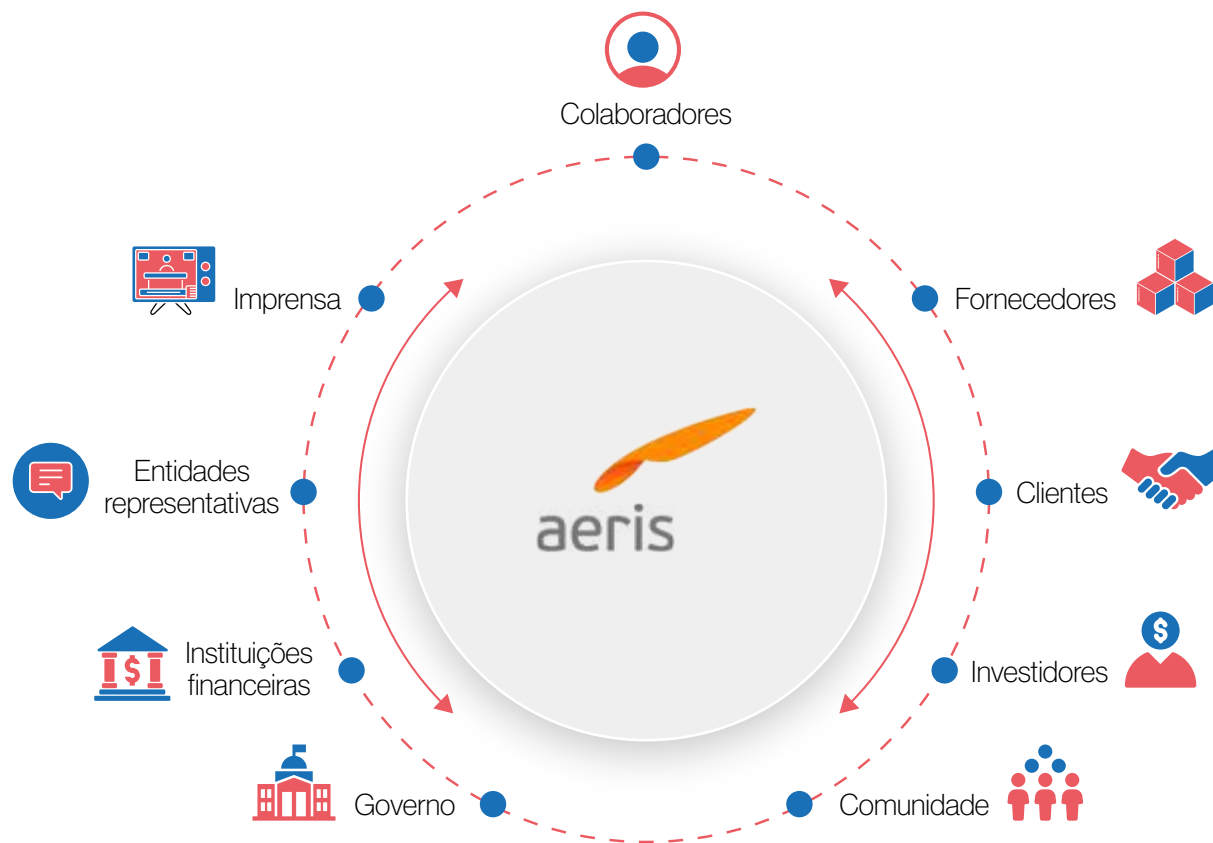 Colaboradores
Imprensa
Fornecedores
Entidades
representativas
Clientes
aeris
Instituições
financeiras
Investidores
Governo
Comunidade